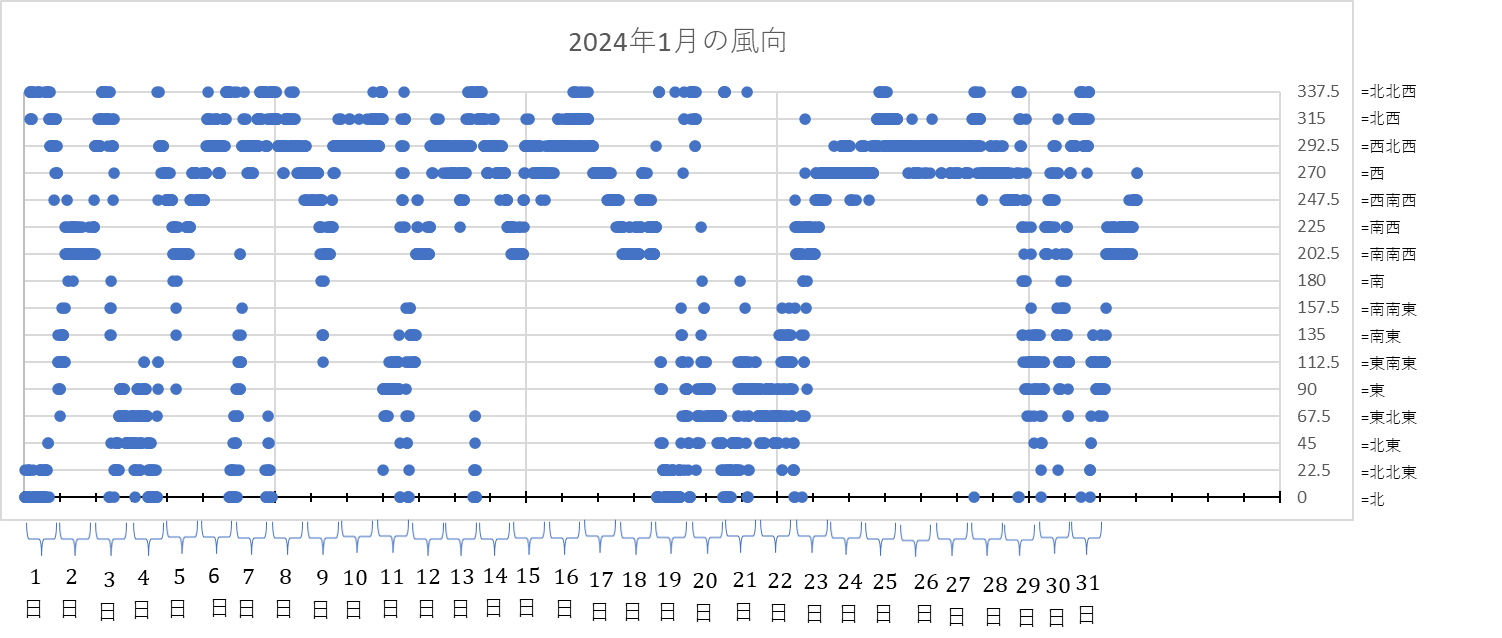 2024年1月の風向
337.5 =北北西
315 =北西
292.5 =西北西
270 =西
247.5 =西南西
225 =南西
202.5 =南南西
180 =南
157.5 =南南東
135 =南東
112.5 =東南東
90 =東
67.5 =東北東
45 =北東
22.5 =北北東
0 =北
1 2 3 4 5 6 7 8 9 10 11 12 13 14 15 16 17 18 19 20 21 22 23 24 25 26 27 28 29 30 31
日 日 日 日 日 日 日 日 日 日 日 日 日 日 日 日 日 日 日 日 日 日 日 日 日 日 日 日 日 日 日